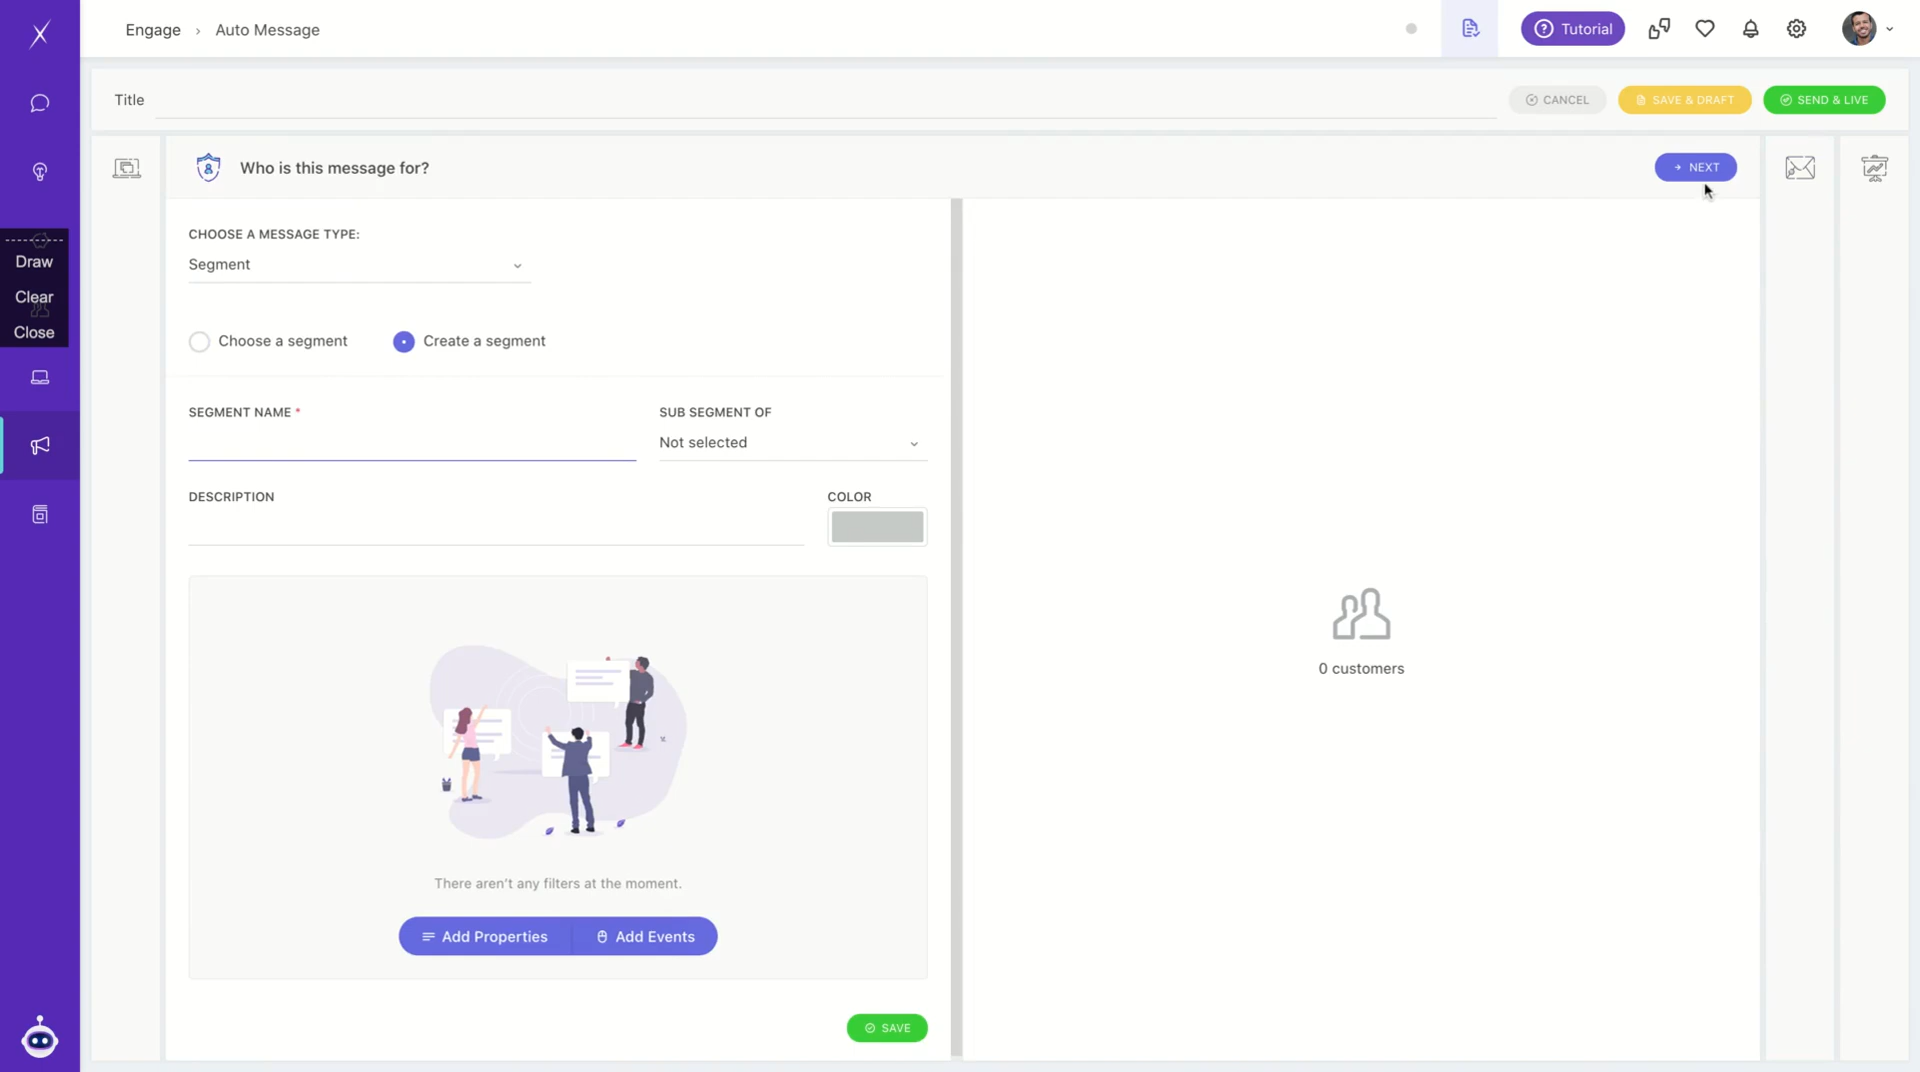 Engage › Auto Message
Tutorial
Title
CANCEL
SAVE & DRAFT
SEND & LIVE
Who is this message for?
NEXT
CHOOSE A MESSAGE TYPE:
Segment
Draw
Clear
Close
Choose a segment
Create a segment
SEGMENT NAME *
SUB SEGMENT OF
Not selected
DESCRIPTION
COLOR
0 customers
There aren't any filters at the moment.
Add Properties
Add Events
SAVE